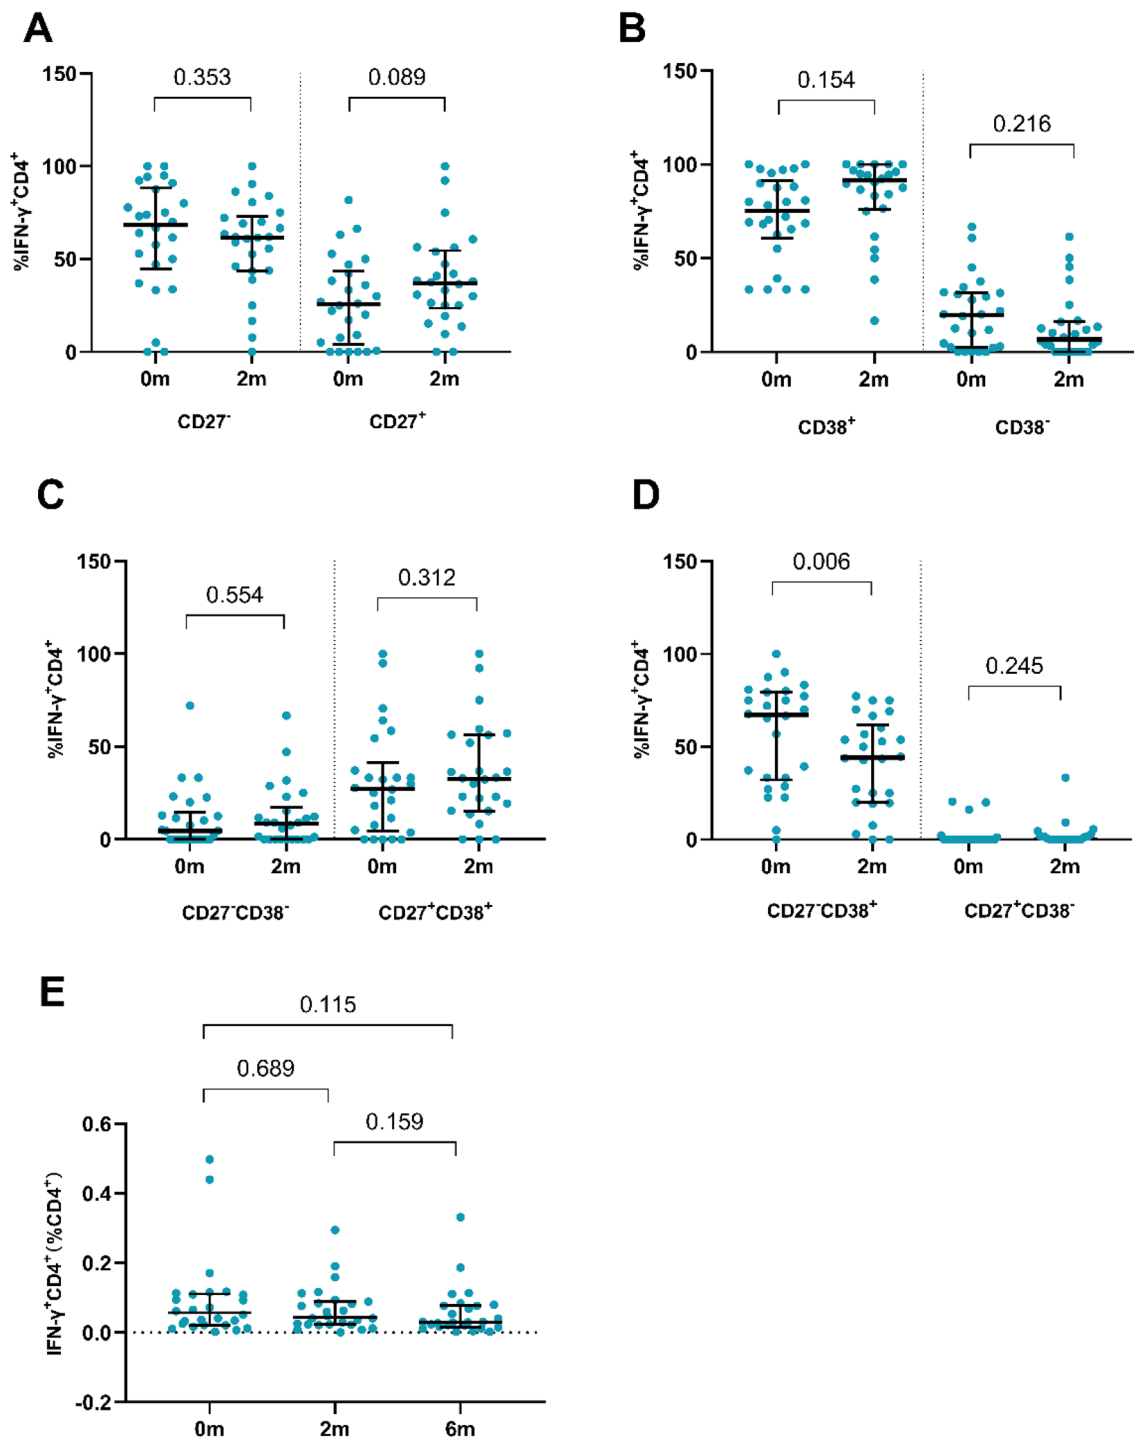 A
%IFN-γ⁺CD4⁺
150
100
50
0
0.353
0.089
0m 2m 0m 2m
CD27⁻ CD27⁺
B
%IFN-γ⁺CD4⁺
150
100
50
0
0.154
0.216
0m 2m 0m 2m
CD38⁺ CD38⁻
C
%IFN-γ⁺CD4⁺
150
100
50
0
0.554
0.312
0m 2m 0m 2m
CD27⁻CD38⁻ CD27⁺CD38⁺
D
%IFN-γ⁺CD4⁺
150
100
50
0
0.006
0.245
0m 2m 0m 2m
CD27⁻CD38⁺ CD27⁺CD38⁻
E
0.115
0.689
0.159
IFN-γ⁺CD4⁺(%CD4⁺)
0.6
0.4
0.2
0.0
-0.2
0m 2m 6m